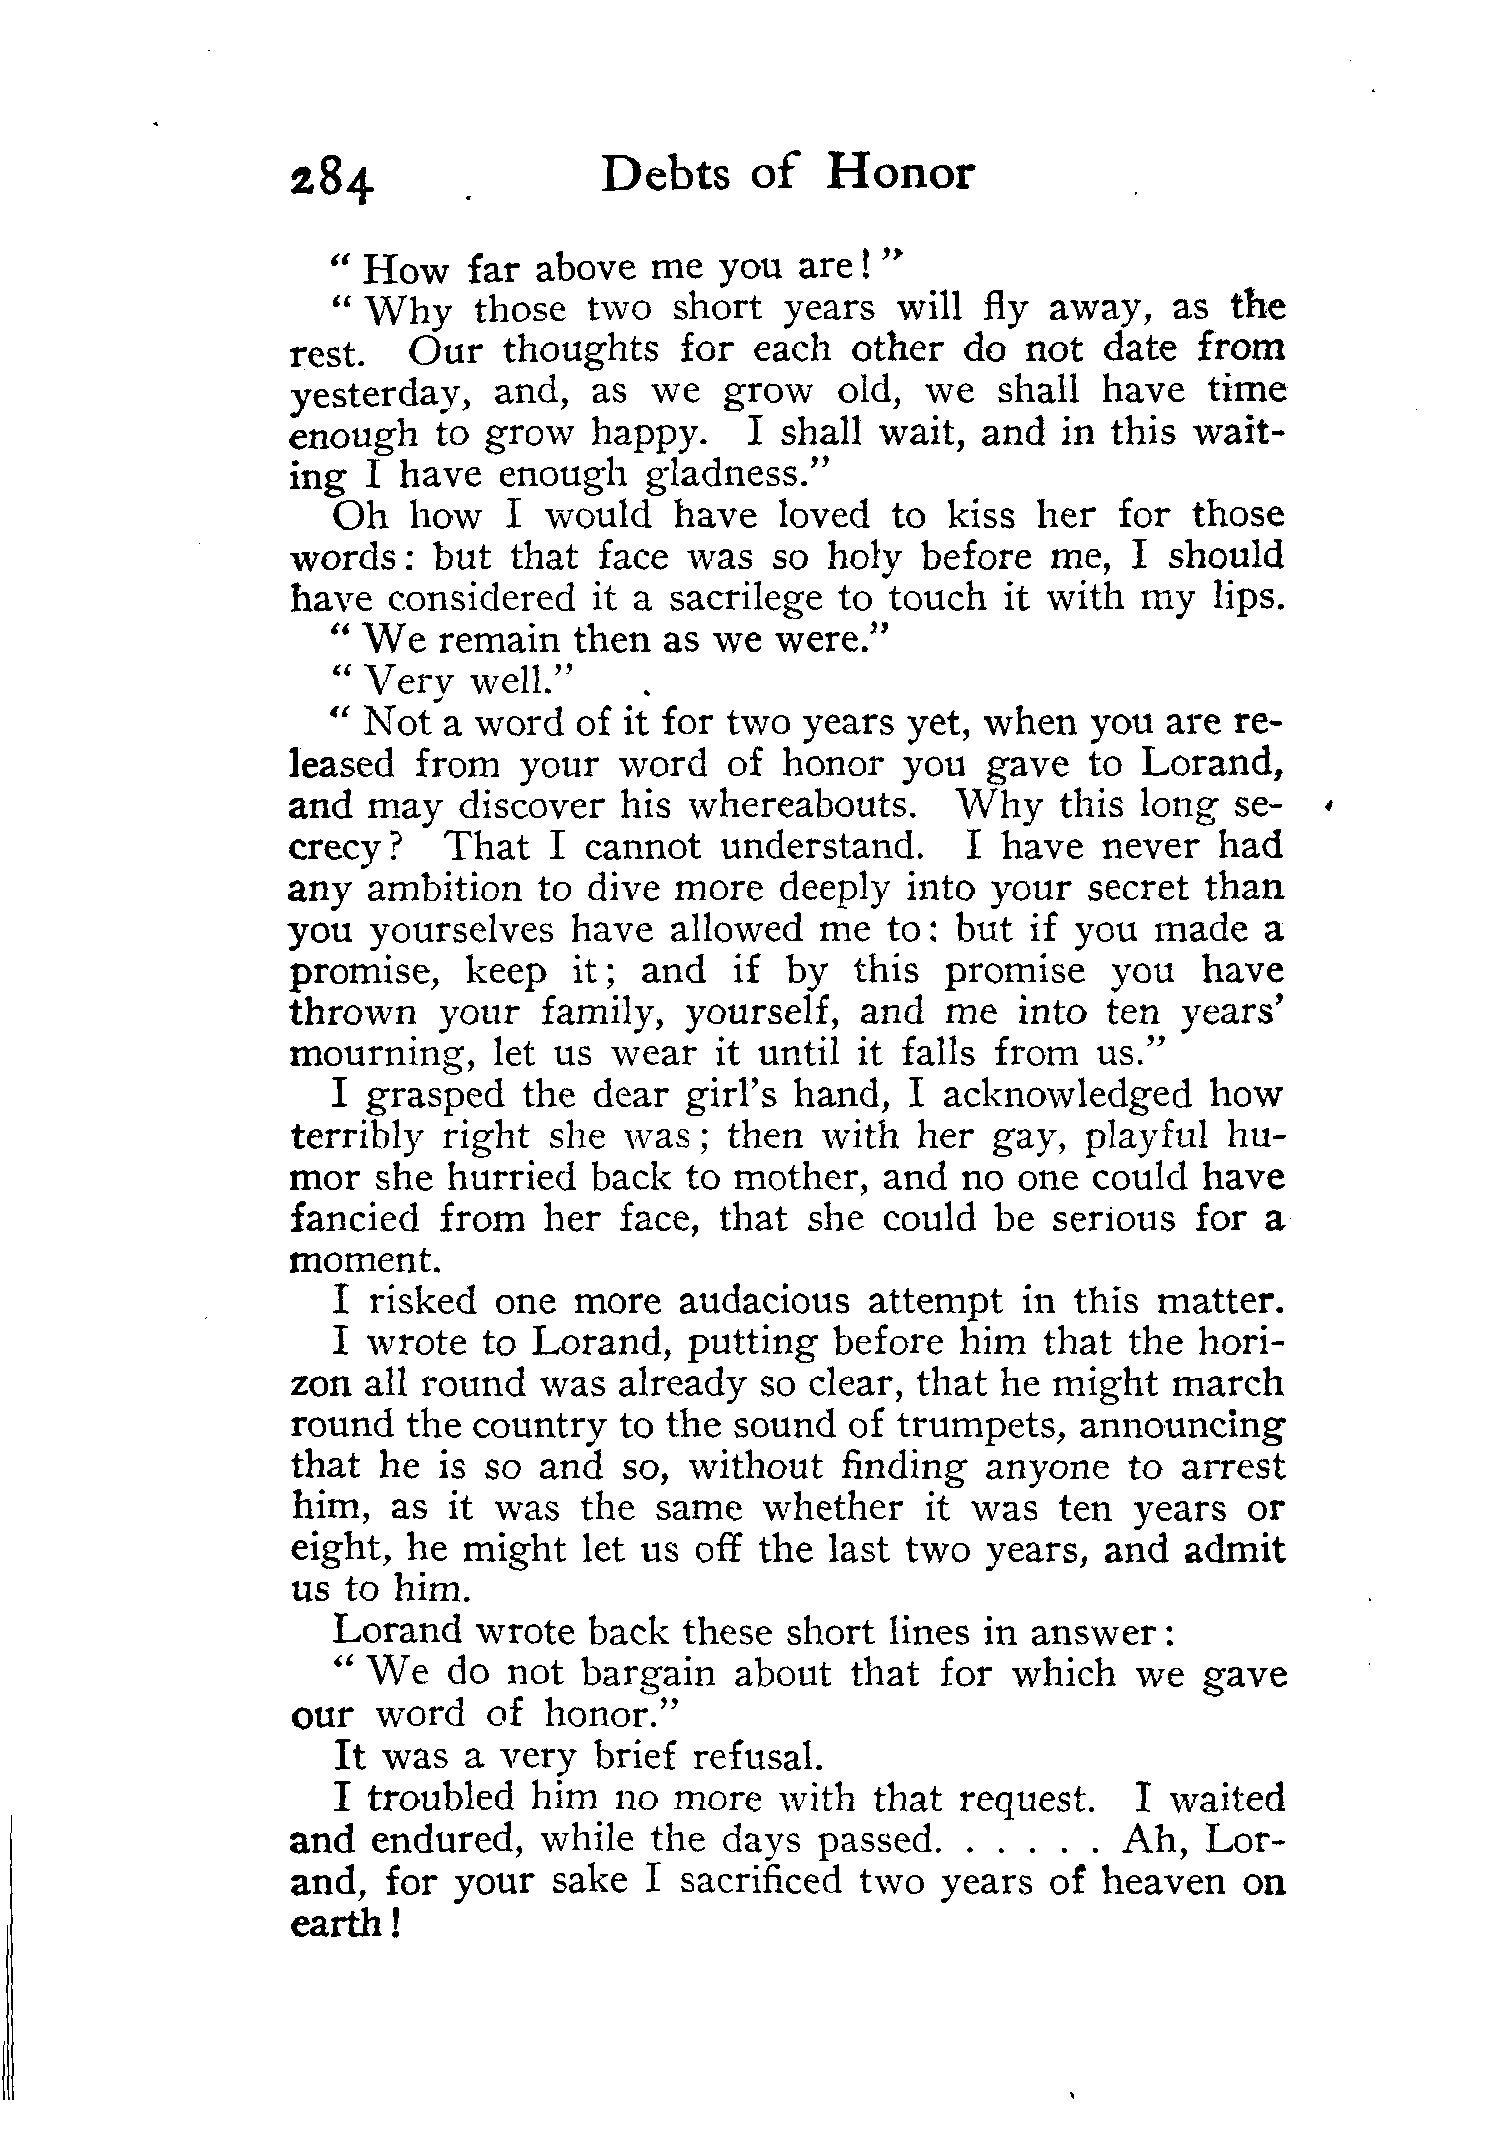 284 Debts of Honor
" How far above me you are! "
" Why those two short years will fly away, as the
rest. Our thoughts for each other do not date from
yesterday, and, as we grow old, we shall have time
enough to grow happy. I shall wait, and in this wait-
ing I have enough gladness."
Oh how I would have loved to kiss her for those
words: but that face was so holy before me, I should
have considered it a sacrilege to touch it with my lips.
" We remain then as we were."
" Very well."
" Not a word of it for two years yet, when you are re-
leased from your word of honor you gave to Lorand,
and may discover his whereabouts. Why this long se-
crecy? That I cannot understand. I have never had
any ambition to dive more deeply into your secret than
you yourselves have allowed me to: but if you made a
promise, keep it; and if by this promise you have
thrown your family, yourself, and me into ten years'
mourning, let us wear it until it falls from us."
I grasped the dear girl's hand, I acknowledged how
terribly right she was; then with her gay, playful hu-
mor she hurried back to mother, and no one could have
fancied from her face, that she could be serious for a
moment.
I risked one more audacious attempt in this matter.
I wrote to Lorand, putting before him that the hori-
zon all round was already so clear, that he might march
round the country to the sound of trumpets, announcing
that he is so and so, without finding anyone to arrest
him, as it was the same whether it was ten years or
eight, he might let us off the last two years, and admit
us to him.
Lorand wrote back these short lines in answer:
" We do not bargain about that for which we gave
our word of honor."
It was a very brief refusal.
I troubled him no more with that request. I waited
and endured, while the days passed. . . . . . Ah, Lor-
and, for your sake I sacrificed two years of heaven on
earth!